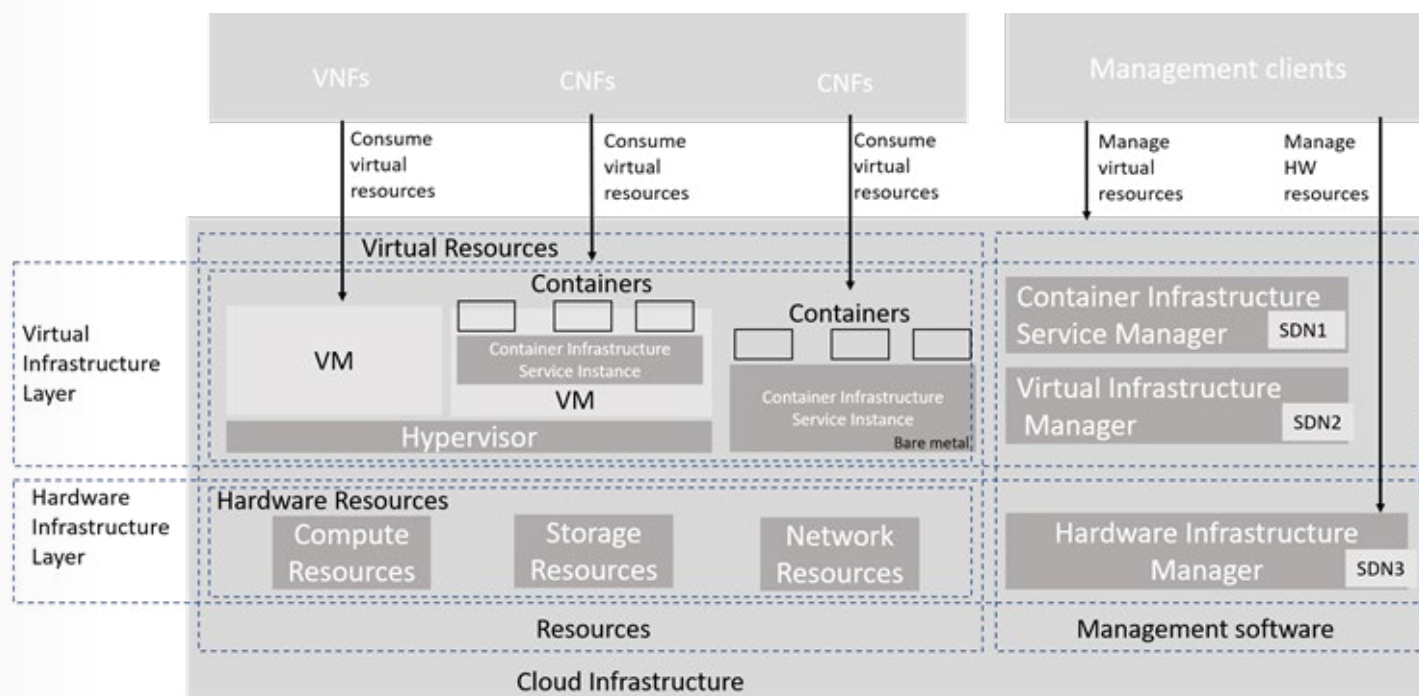 VNFs
CNFs
CNFs
Management clients
Consume
virtual
resources
Consume
virtual
resources
Consume
virtual
resources
Manage
virtual
resources
Manage
HW
resources
Virtual Resources
Virtual
Infrastructure
Layer
VM
Containers
Container Infrastructure
Service Instance
VM
Hypervisor
Containers
Container Infrastructure
Service Instance
Bare metal
Container Infrastructure
Service Manager
SDN1
Virtual Infrastructure
Manager
SDN2
Hardware
Infrastructure
Layer
Hardware Resources
Compute
Resources
Storage
Resources
Network
Resources
Hardware Infrastructure
Manager
SDN3
Resources
Management software
Cloud Infrastructure